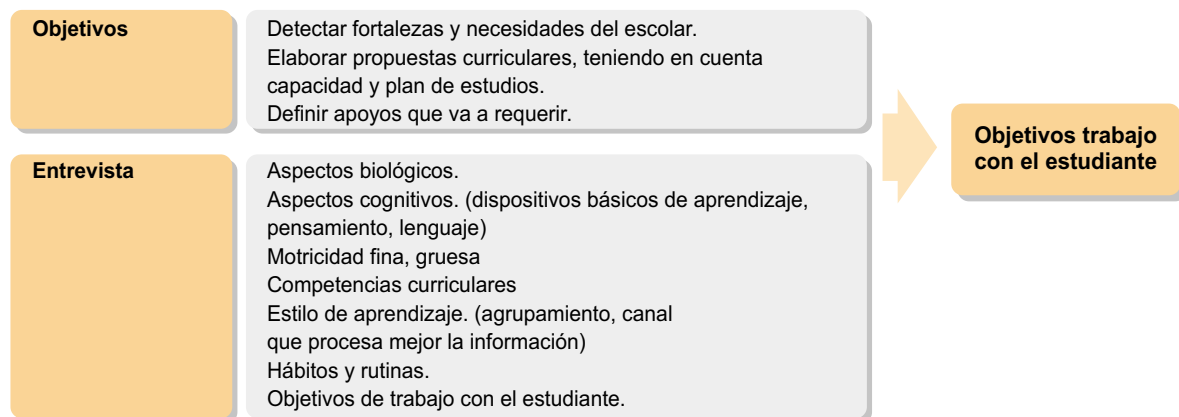 Objetivos
Detectar fortalezas y necesidades del escolar.
Elaborar propuestas curriculares, teniendo en cuenta
capacidad y plan de estudios.
Definir apoyos que va a requerir.
Entrevista
Aspectos biológicos.
Aspectos cognitivos. (dispositivos básicos de aprendizaje,
pensamiento, lenguaje)
Motricidad fina, gruesa
Competencias curriculares
Estilo de aprendizaje. (agrupamiento, canal
que procesa mejor la información)
Hábitos y rutinas.
Objetivos de trabajo con el estudiante.
Objetivos trabajo
con el estudiante